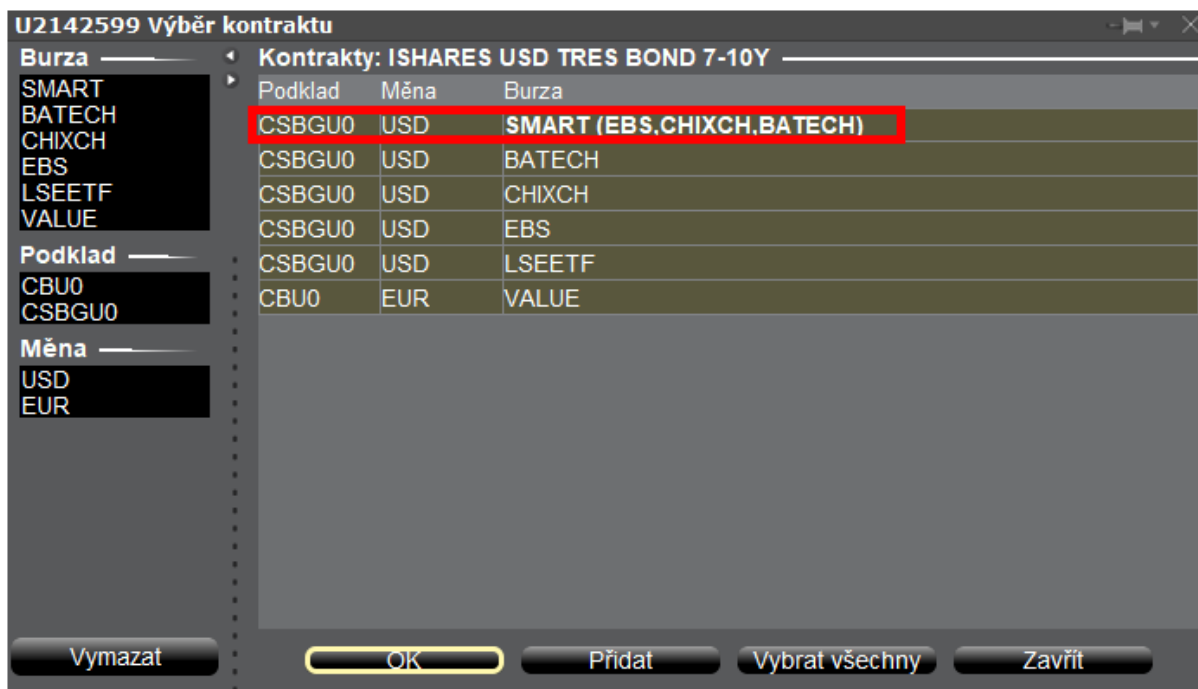 U2142599 Výběr kontraktu
Burza
SMART
BATECH
CHIXCH
EBS
LSEETF
VALUE
Podklad
CBU0
CSBGU0
Měna
USD
EUR
Vymazat
Kontrakty: ISHARES USD TRES BOND 7-10Y
Podklad Měna Burza
CSBGU0 USD SMART (EBS,CHIXCH,BATECH)
CSBGU0 USD BATECH
CSBGU0 USD CHIXCH
CSBGU0 USD EBS
CSBGU0 USD LSEETF
CBU0 EUR VALUE
OK Přidat Vybrat všechny Zavřít